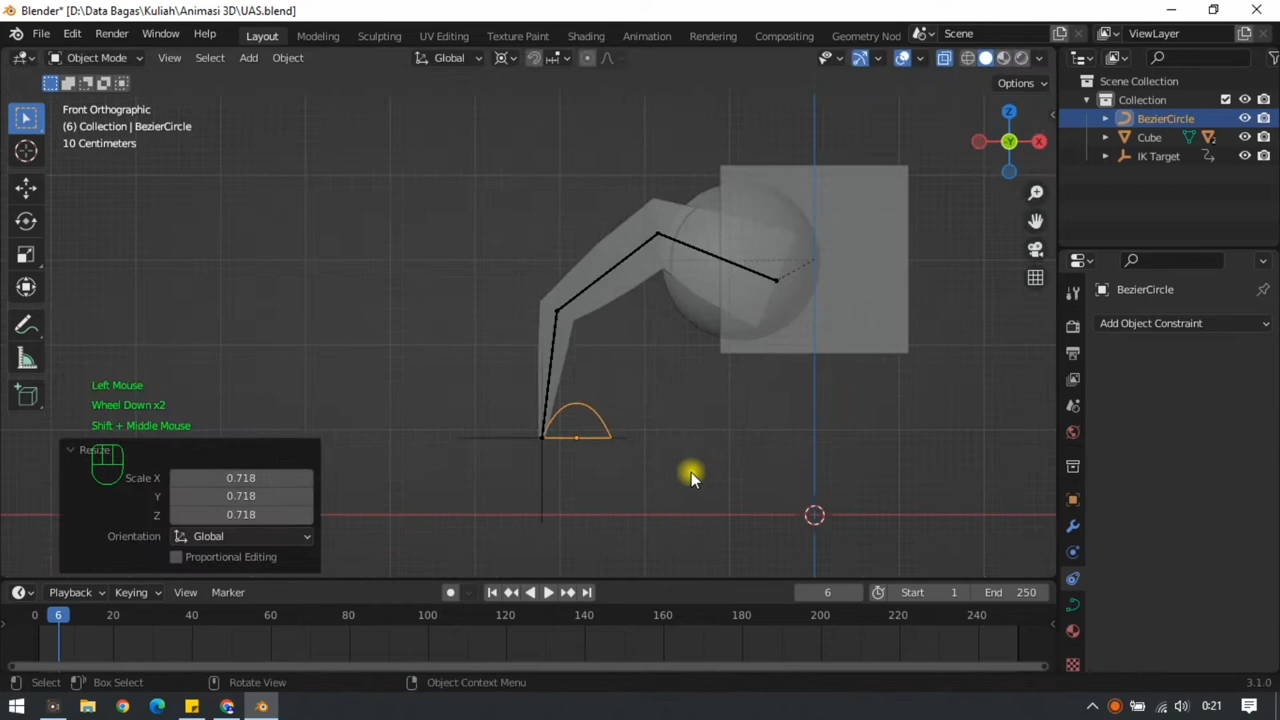 Blender* [D:\Data Bagas\Kuliah\Animasi 3D\UAS.blend]
File Edit Render Window Help Layout Modeling Sculpting UV Editing Texture Paint Shading Animation Rendering Compositing Geometry Nod Scene ViewLayer
Object Mode View Select Add Object Global
Options
Front Orthographic
(6) Collection | BezierCircle
10 Centimeters
Z
X
-Y
Scene Collection
Collection
BezierCircle
Cube 2
IK Target
BezierCircle
Add Object Constraint
Left Mouse
Wheel Down x2
Shift + Middle Mouse
Resize
Scale X 0.718
Y 0.718
Z 0.718
Orientation Global
Proportional Editing
Playback Keying View Marker 6 Start 1 End 250
0 6 20 40 60 80 100 120 140 160 180 200 220 240
Select Box Select Rotate View Object Context Menu 3.1.0
0:21